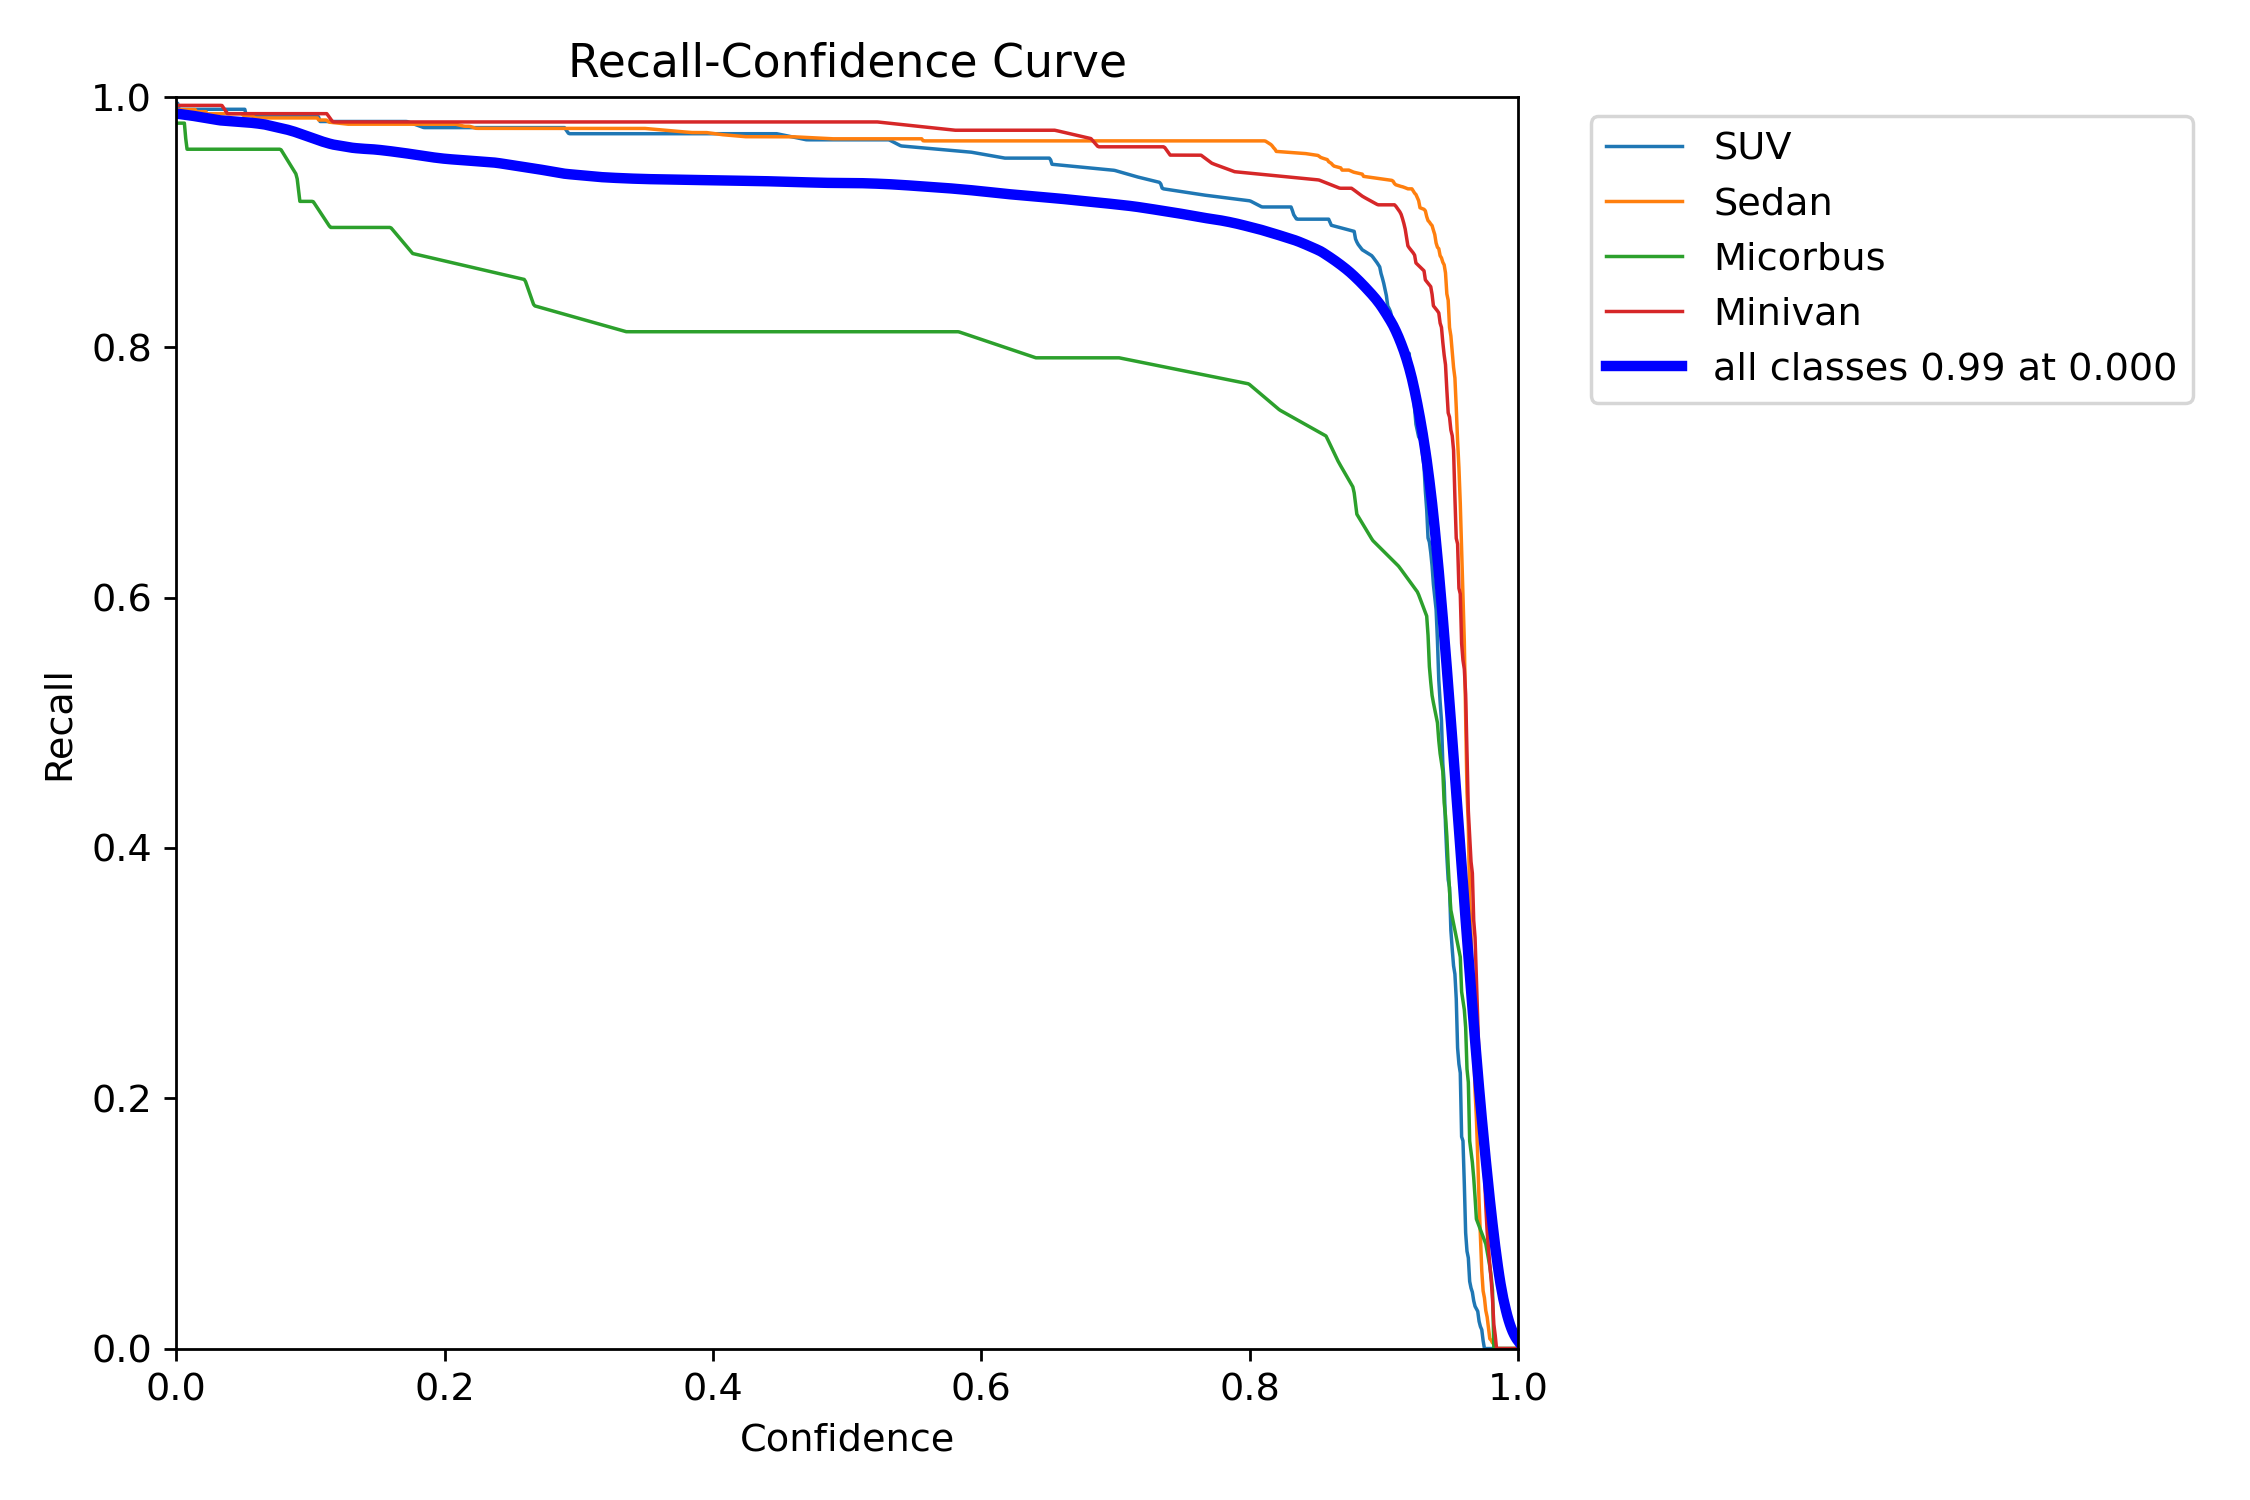 Recall-Confidence Curve
1.0
0.8
0.6
0.4
0.2
0.0
Recall
0.0 0.2 0.4 0.6 0.8 1.0
Confidence
SUV
Sedan
Micorbus
Minivan
all classes 0.99 at 0.000